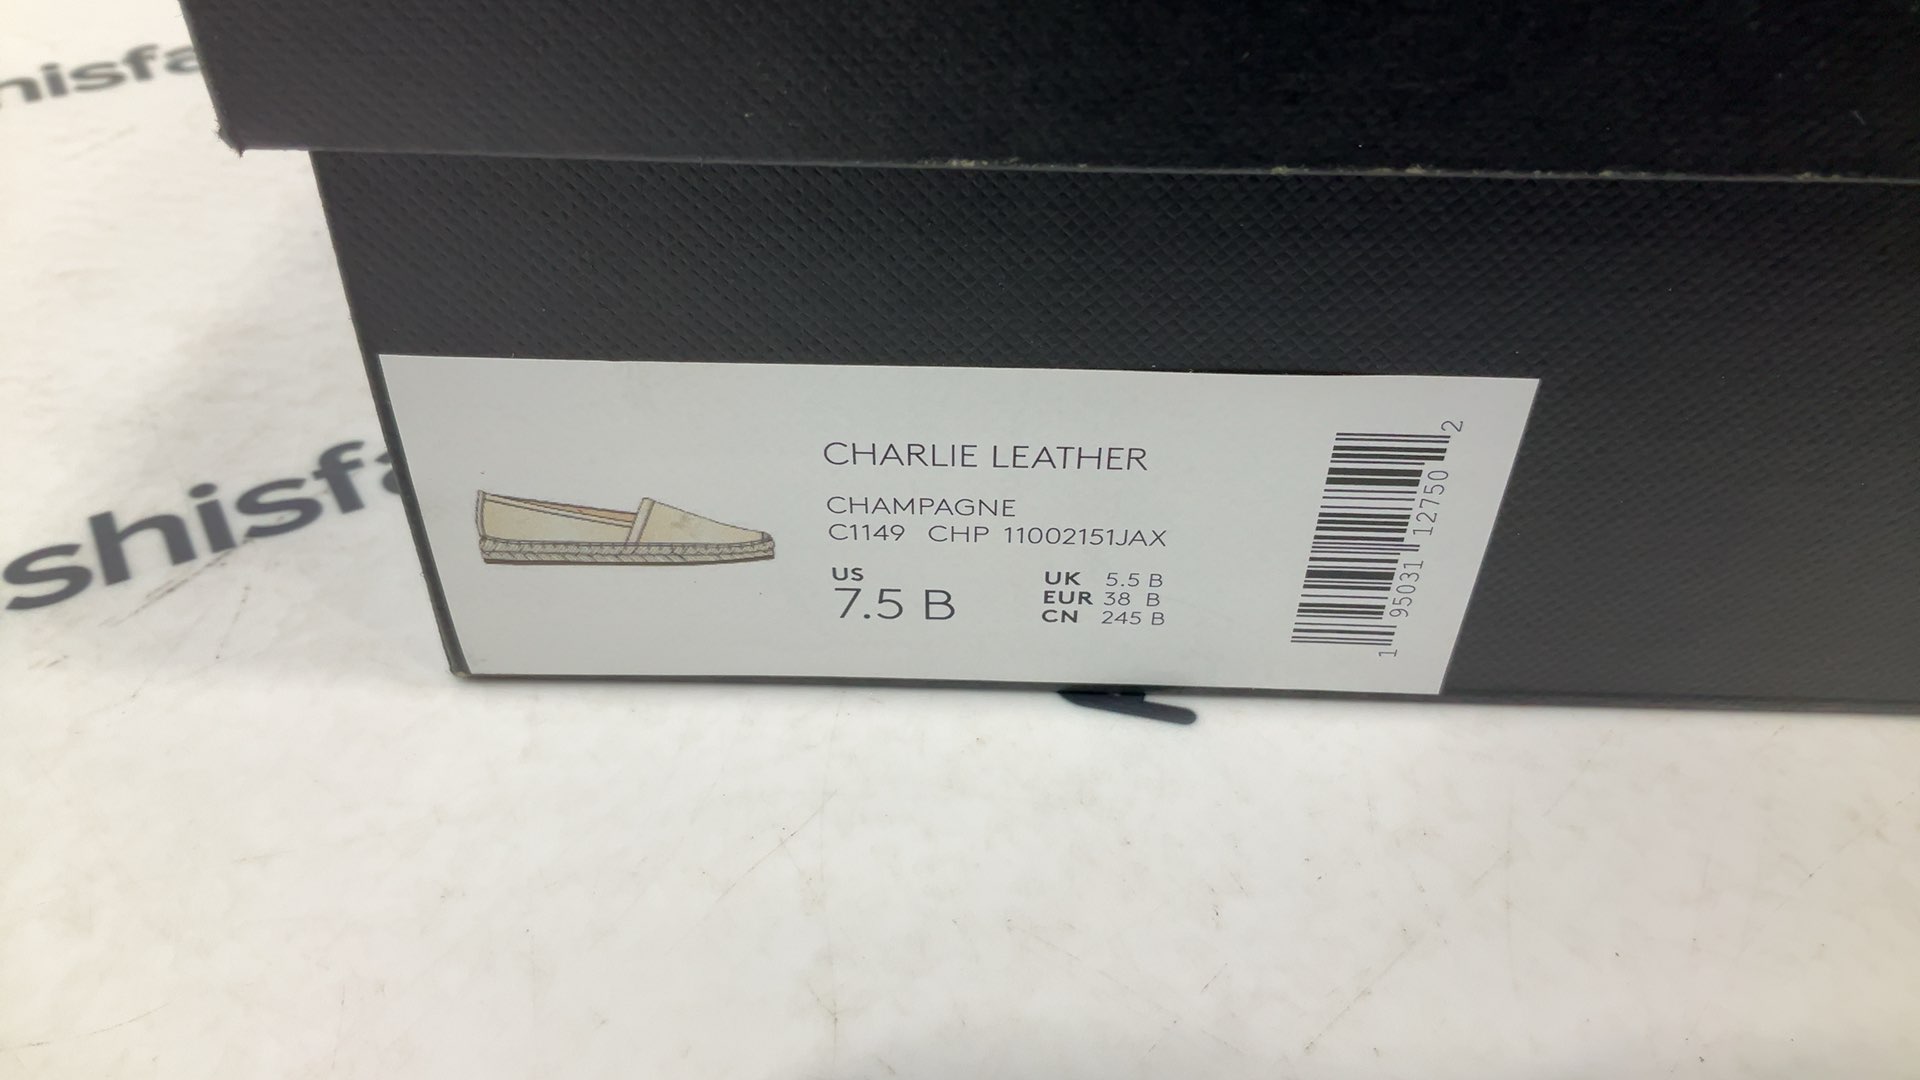 hisfa
shisfa
CHARLIE LEATHER
CHAMPAGNE
C1149 CHP 11002151JAX
US
7.5 B
UK 5.5 B
EUR 38 B
CN 245 B
1 95031 12750 2